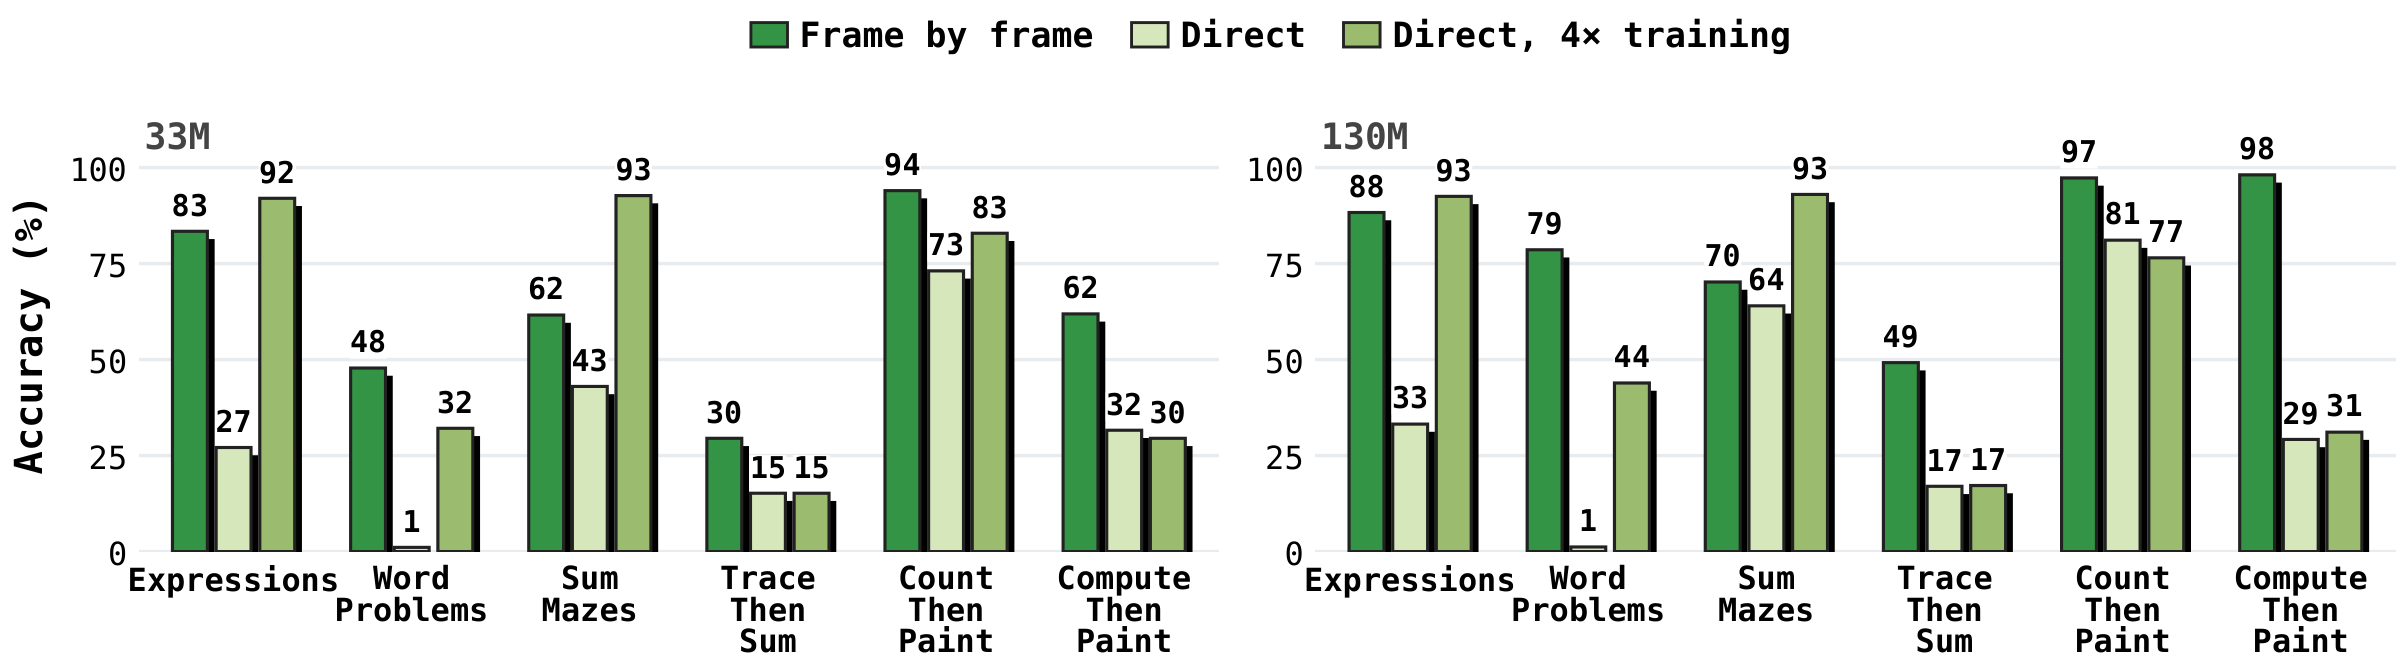 Frame by frame Direct Direct, 4× training
33M
Accuracy (%)
100
75
50
25
0
83 27 92
48 1 32
62 43 93
30 15 15
94 73 83
62 32 30
Expressions
Word
Problems
Sum
Mazes
Trace
Then
Sum
Count
Then
Paint
Compute
Then
Paint
130M
100
75
50
25
0
88 33 93
79 1 44
70 64 93
49 17 17
97 81 77
98 29 31
Expressions
Word
Problems
Sum
Mazes
Trace
Then
Sum
Count
Then
Paint
Compute
Then
Paint